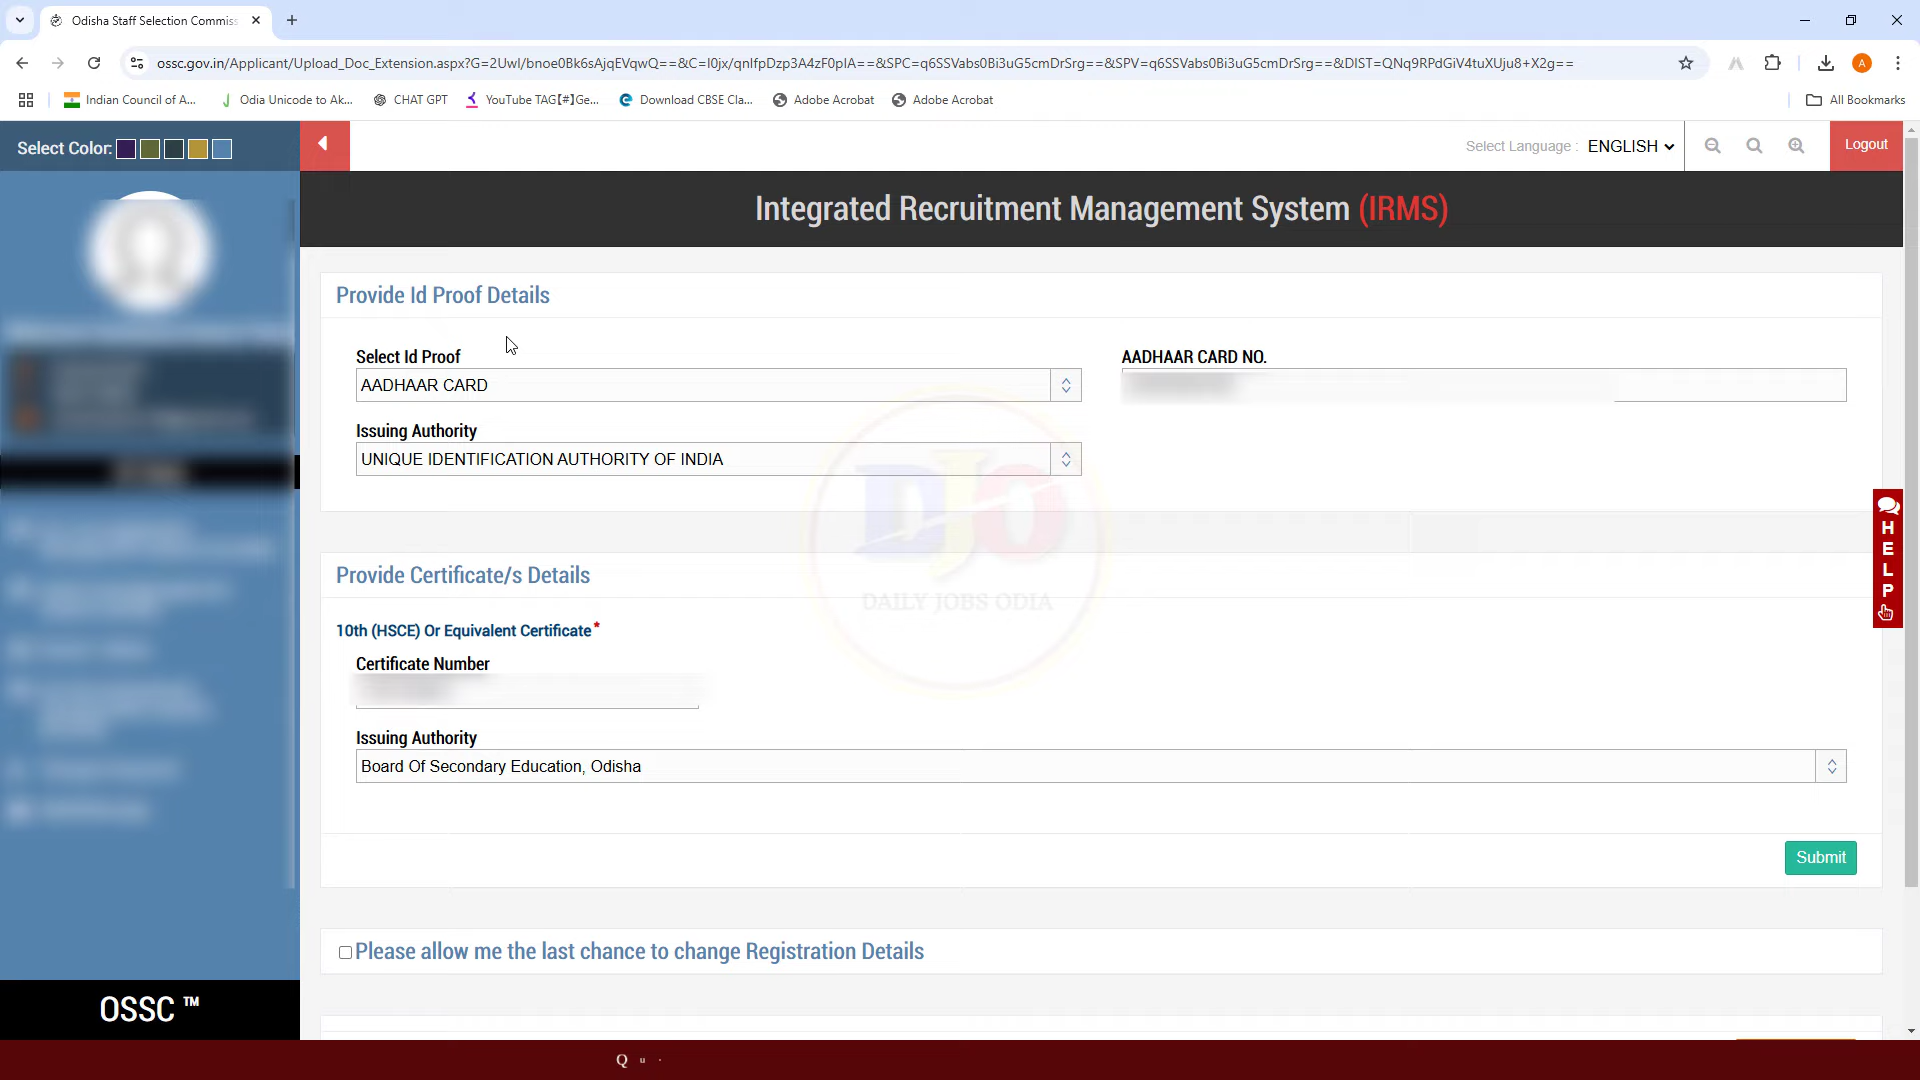 Odisha Staff Selection Commiss
ossc.gov.in/Applicant/Upload_Doc_Extension.aspx?G=2Uwl/bnoe0Bk6sAjqEVqwQ==&C=I0jx/qnlfpDzp3A4zF0pIA==&SPC=q6SSVabs0Bi3uG5cmDrSrg==&SPV=q6SSVabs0Bi3uG5cmDrSrg==&DIST=QNq9RPdGiV4tuXUju8+X2g==
A
Indian Council of A...
Odia Unicode to Ak...
CHAT GPT
YouTube TAG【#】Ge...
Download CBSE Cla...
Adobe Acrobat
Adobe Acrobat
All Bookmarks
Select Color:
Select Language :
ENGLISH
Logout
Integrated Recruitment Management System (IRMS)
Provide Id Proof Details
Select Id Proof
AADHAAR CARD NO.
AADHAAR CARD
Issuing Authority
UNIQUE IDENTIFICATION AUTHORITY OF INDIA
DJO
DAILY JOBS ODIA
HELP
Provide Certificate/s Details
10th (HSCE) Or Equivalent Certificate*
Certificate Number
Issuing Authority
Board Of Secondary Education, Odisha
Submit
Please allow me the last chance to change Registration Details
OSSC ™
Q u